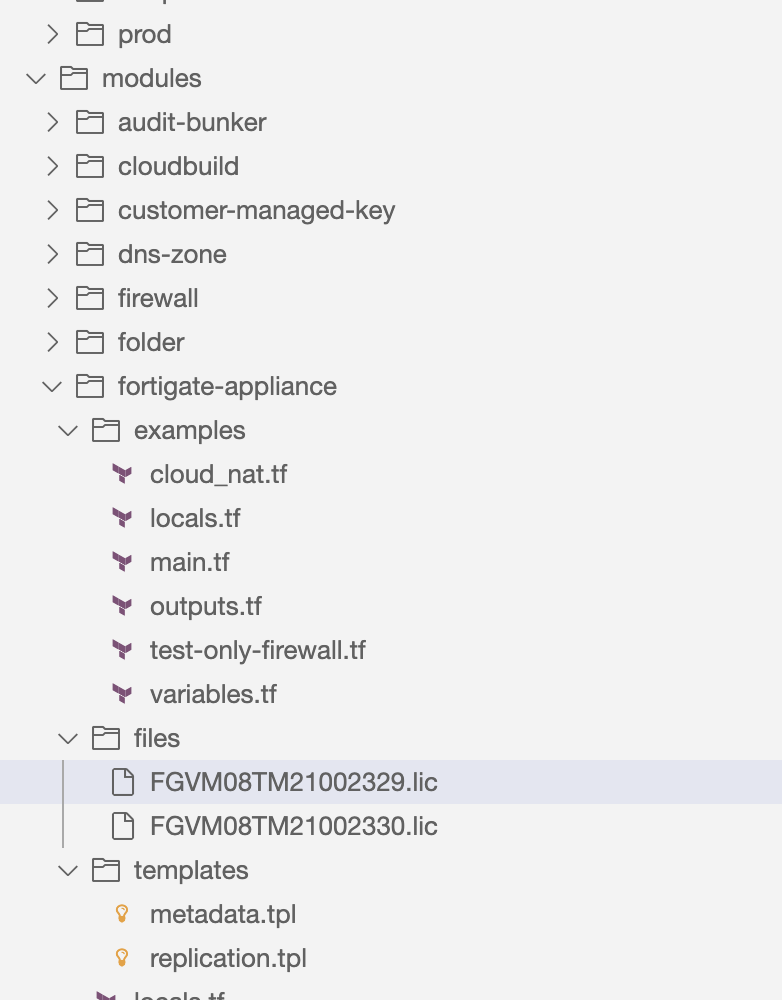 prod
modules
audit-bunker
cloudbuild
customer-managed-key
dns-zone
firewall
folder
fortigate-appliance
examples
cloud_nat.tf
locals.tf
main.tf
outputs.tf
test-only-firewall.tf
variables.tf
files
FGVM08TM21002329.lic
FGVM08TM21002330.lic
templates
metadata.tpl
replication.tpl
locals.tf